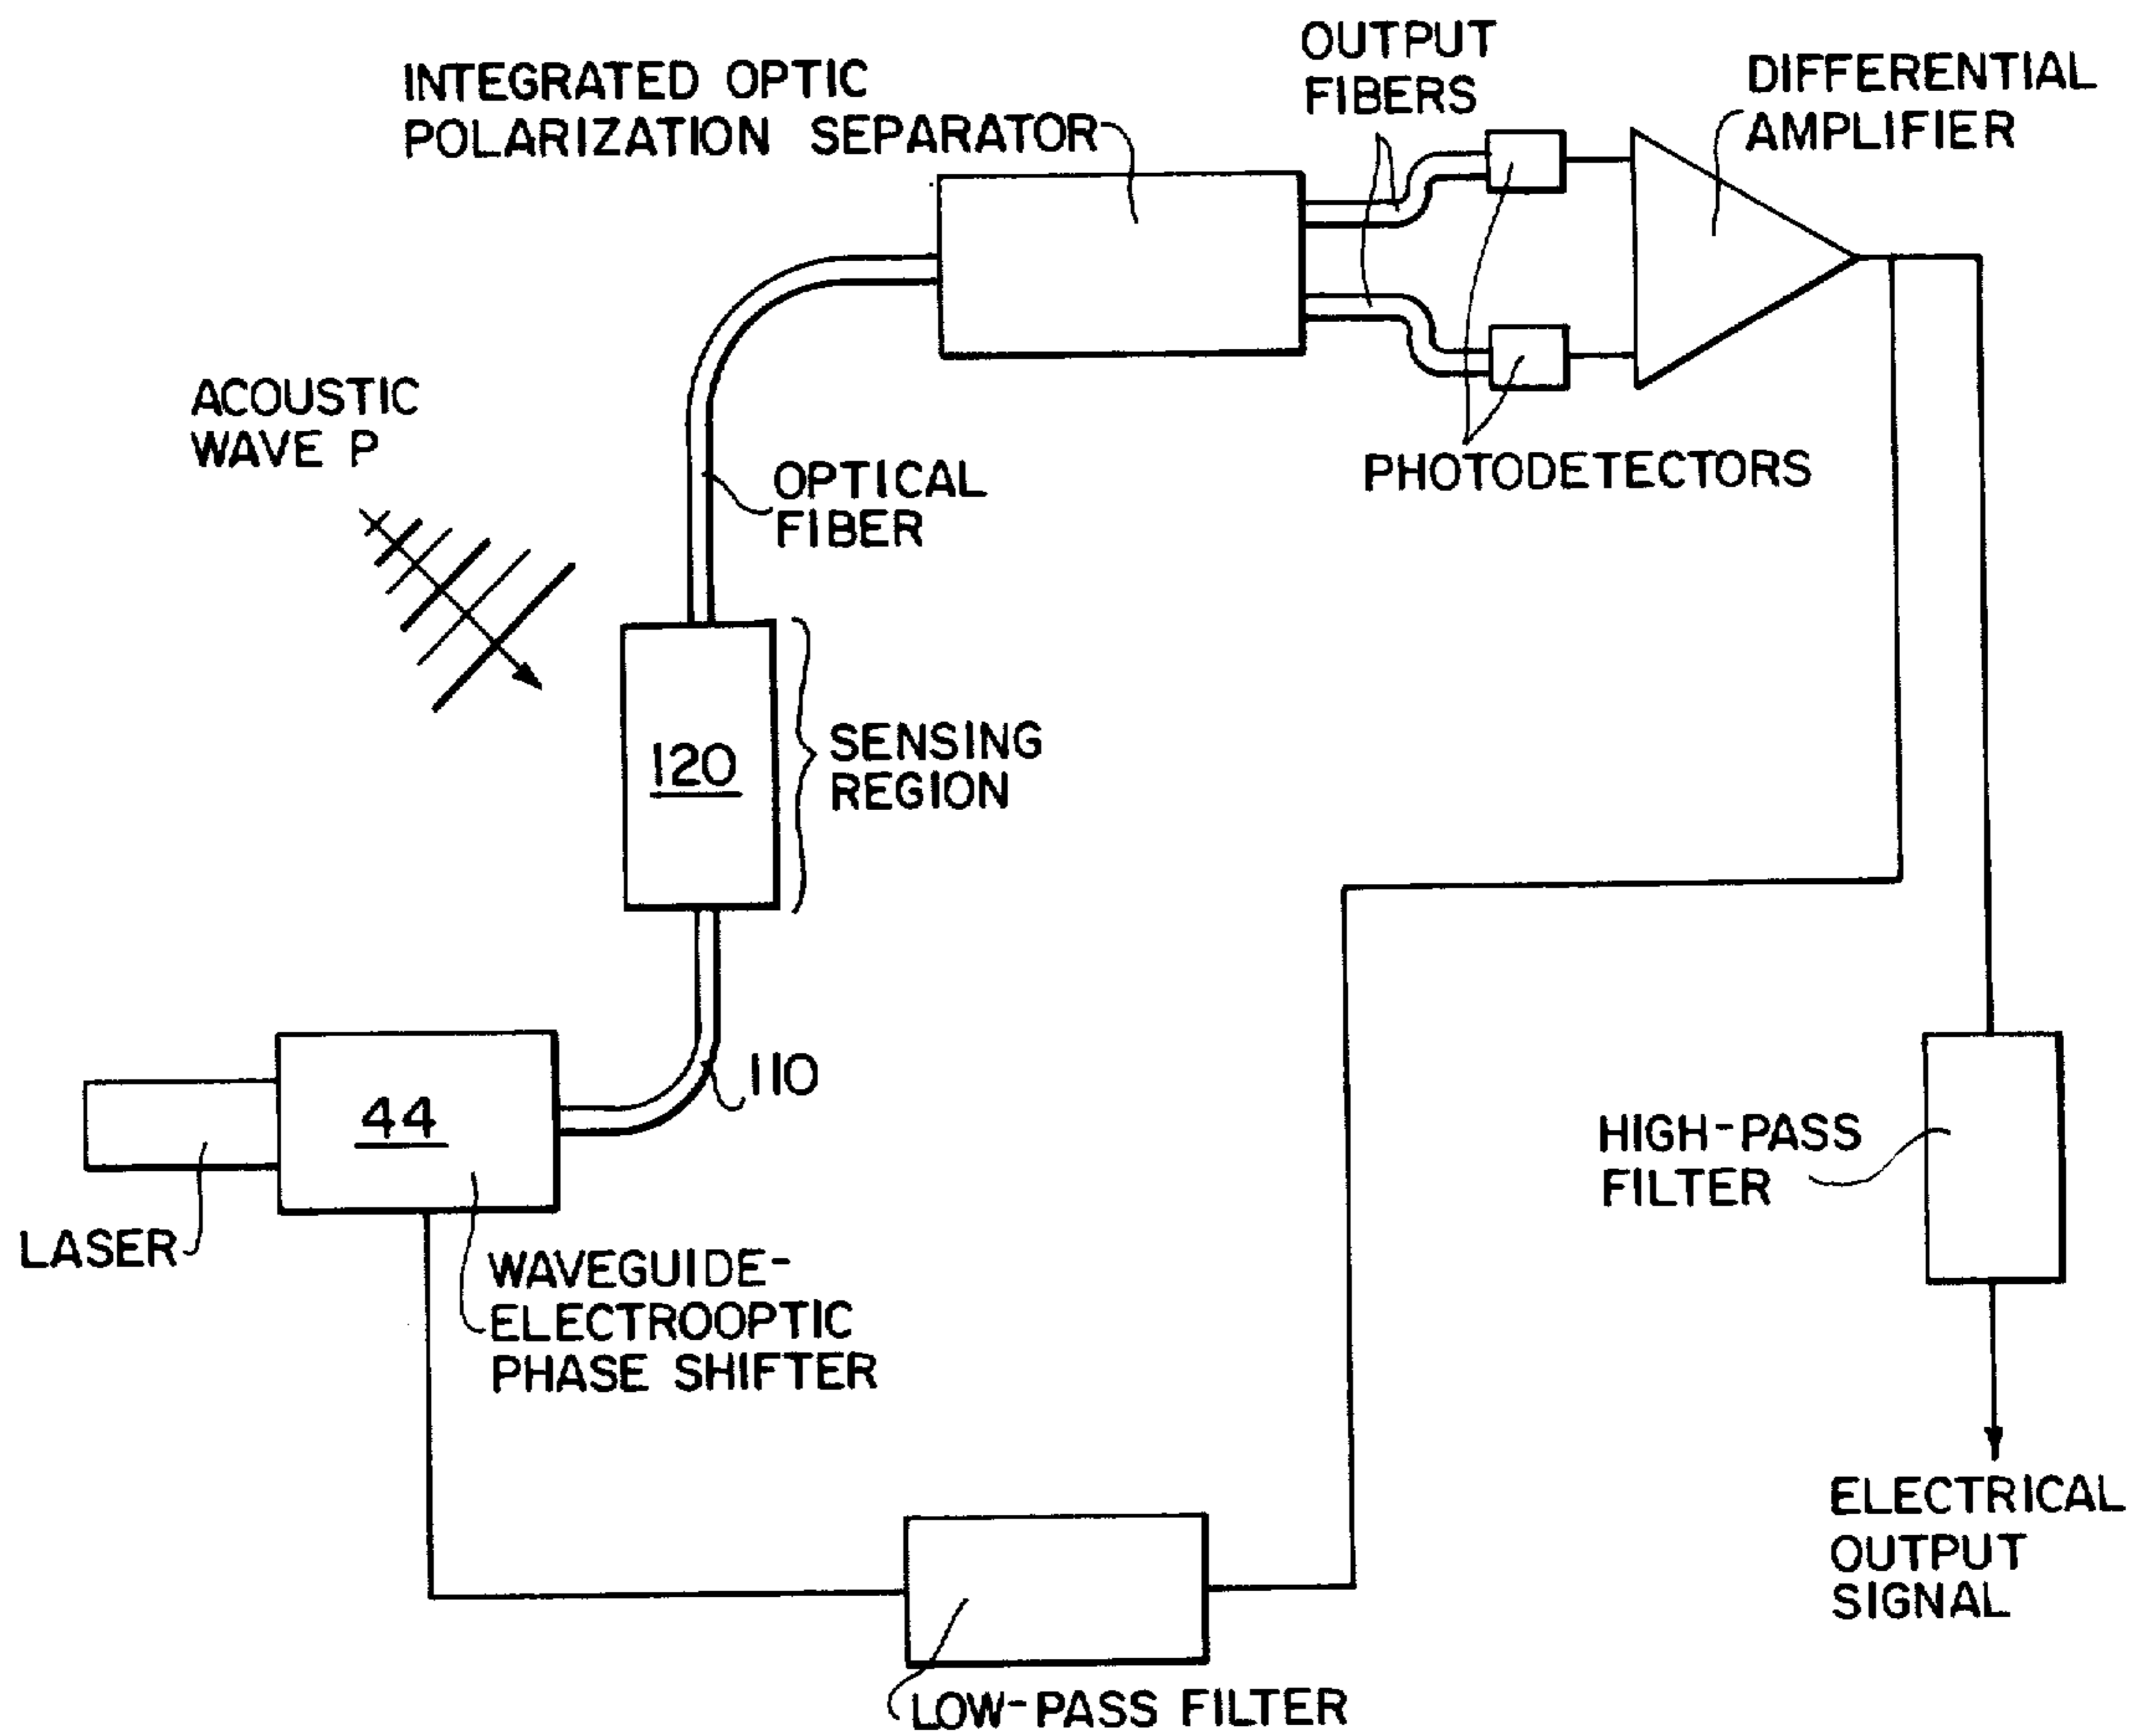 INTEGRATED OPTIC
POLARIZATION SEPARATOR
OUTPUT
FIBERS
DIFFERENTIAL
AMPLIFIER
ACOUSTIC
WAVE P
OPTICAL
FIBER
PHOTODETECTORS
120
SENSING
REGION
110
44
LASER
WAVEGUIDE-
ELECTROOPTIC
PHASE SHIFTER
HIGH-PASS
FILTER
ELECTRICAL
OUTPUT
SIGNAL
LOW-PASS FILTER